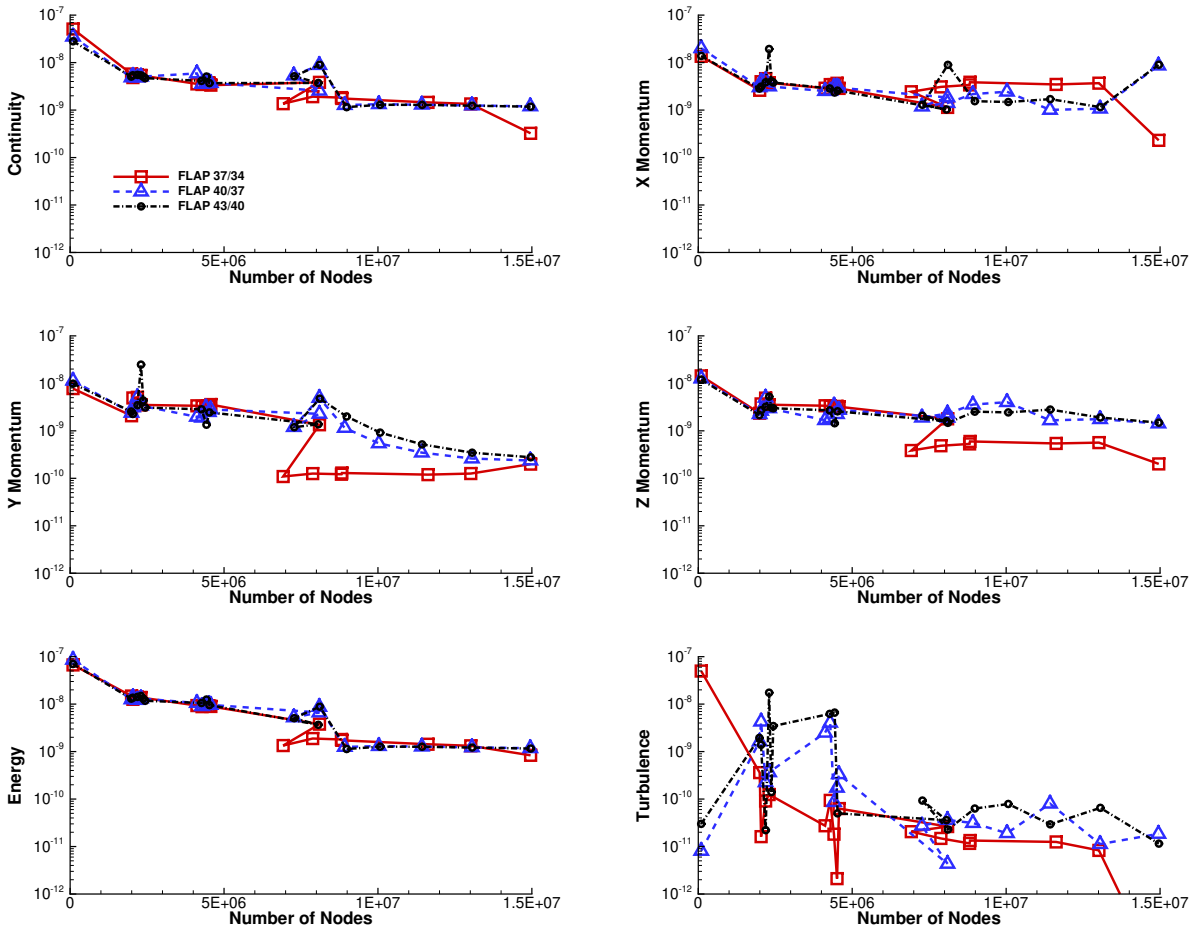 Continuity
10⁻⁷
10⁻⁸
10⁻⁹
10⁻¹⁰
10⁻¹¹
10⁻¹²
FLAP 37/34
FLAP 40/37
FLAP 43/40
0 5E+06 1E+07 1.5E+07
Number of Nodes
X Momentum
10⁻⁷
10⁻⁸
10⁻⁹
10⁻¹⁰
10⁻¹¹
10⁻¹²
0 5E+06 1E+07 1.5E+07
Number of Nodes
Y Momentum
10⁻⁷
10⁻⁸
10⁻⁹
10⁻¹⁰
10⁻¹¹
10⁻¹²
0 5E+06 1E+07 1.5E+07
Number of Nodes
Z Momentum
10⁻⁷
10⁻⁸
10⁻⁹
10⁻¹⁰
10⁻¹¹
10⁻¹²
0 5E+06 1E+07 1.5E+07
Number of Nodes
Energy
10⁻⁷
10⁻⁸
10⁻⁹
10⁻¹⁰
10⁻¹¹
10⁻¹²
0 5E+06 1E+07 1.5E+07
Number of Nodes
Turbulence
10⁻⁷
10⁻⁸
10⁻⁹
10⁻¹⁰
10⁻¹¹
10⁻¹²
0 5E+06 1E+07 1.5E+07
Number of Nodes